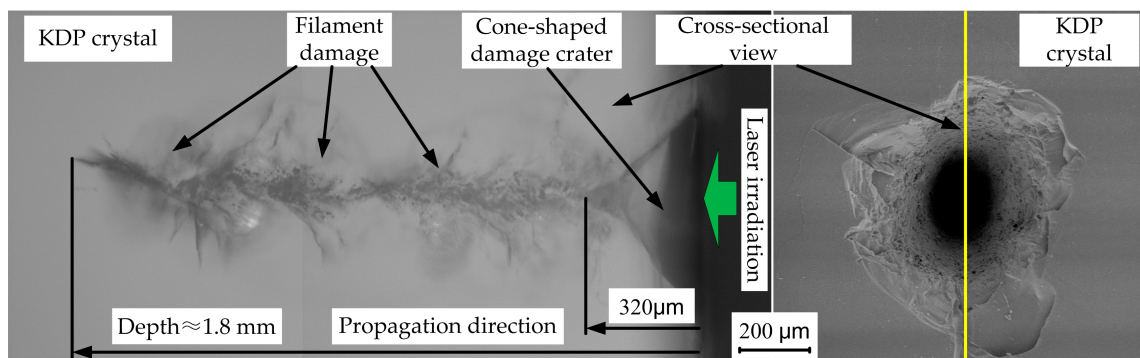 KDP crystal
Filament
damage
Cone-shaped
damage crater
Cross-sectional
view
KDP
crystal
Laser irradiation
320μm
Depth≈1.8 mm
Propagation direction
200 μm